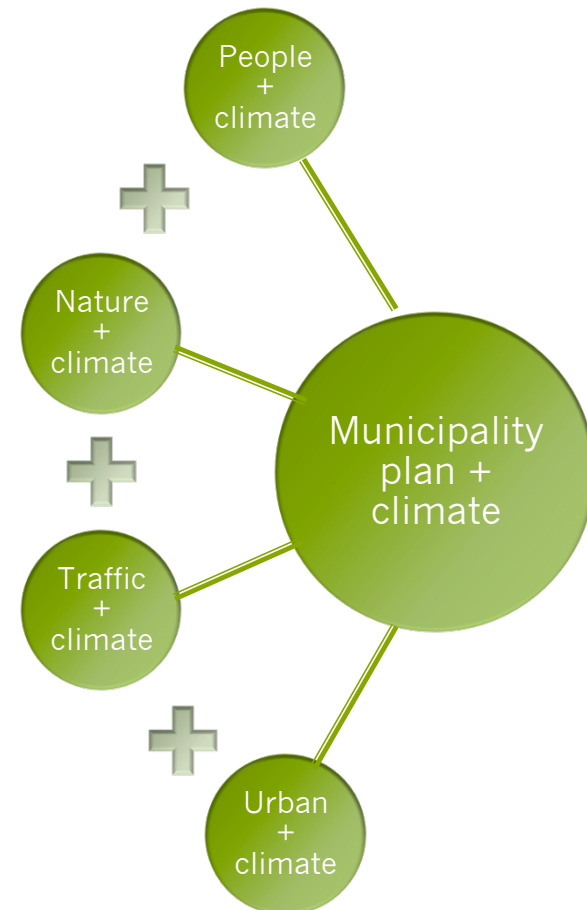 People
+
climate
Nature
+
climate
Municipality
plan +
climate
Traffic
+
climate
Urban
+
climate